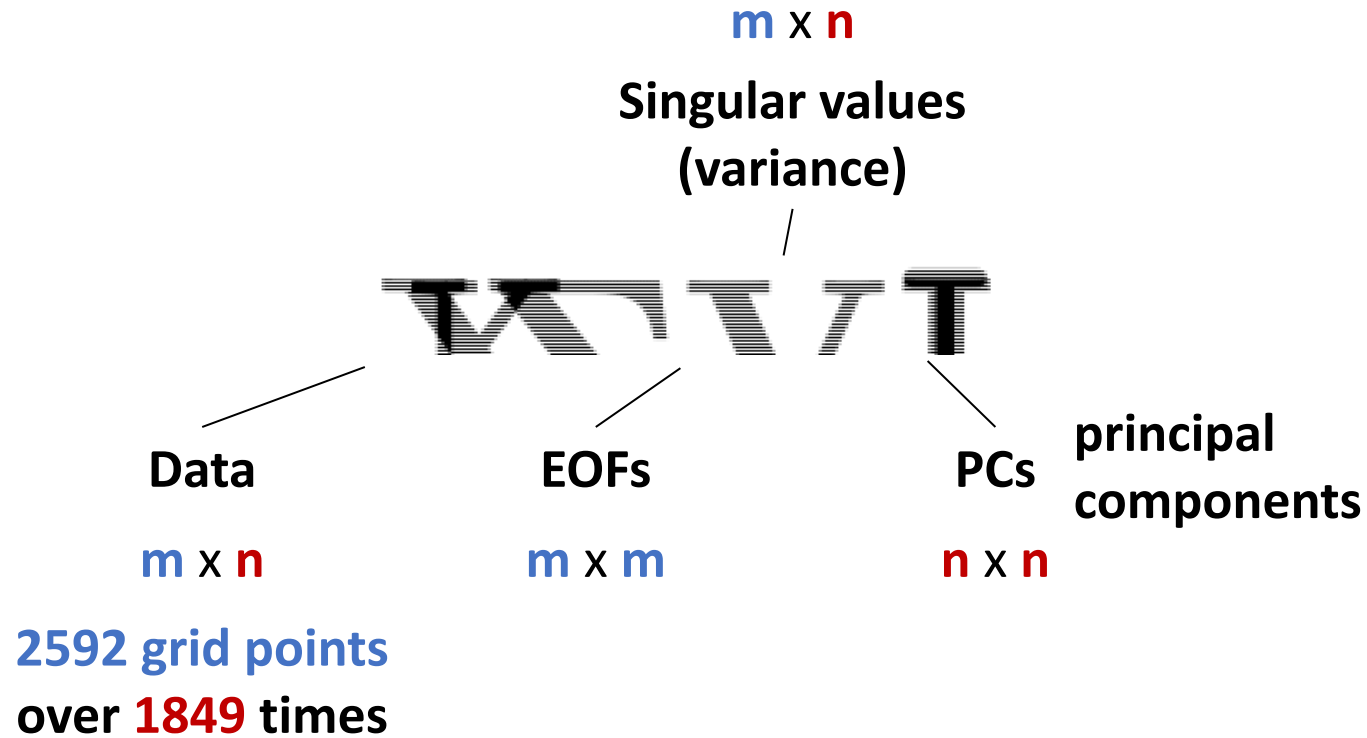 m x n
Singular values
(variance)
Data
EOFs
PCs
principal
components
m x n
m x m
n x n
2592 grid points
over 1849 times